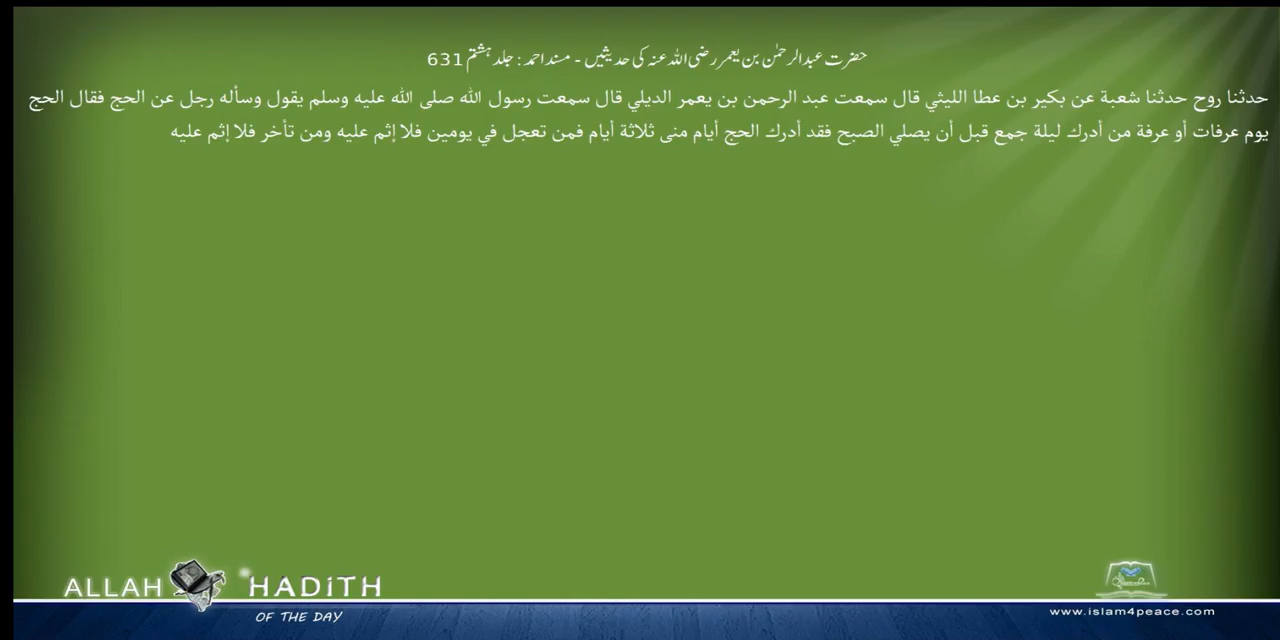 حضرت عبدالرحمٰن بن یعمر رضی اللہ عنہ کی حدیثیں - مسند احمد : جلد ہشتم 631
حدثنا روح حدثنا شعبة عن بكير بن عطا الليثي قال سمعت عبد الرحمن بن يعمر الديلي قال سمعت رسول الله صلى الله عليه وسلم يقول وسأله رجل عن الحج فقال الحج
يوم عرفات أو عرفة من أدرك ليلة جمع قبل أن يصلي الصبح فقد أدرك الحج أيام منى ثلاثة أيام فمن تعجل في يومين فلا إثم عليه ومن تأخر فلا إثم عليه
ALLAH HADITH
OF THE DAY
www.islam4peace.com